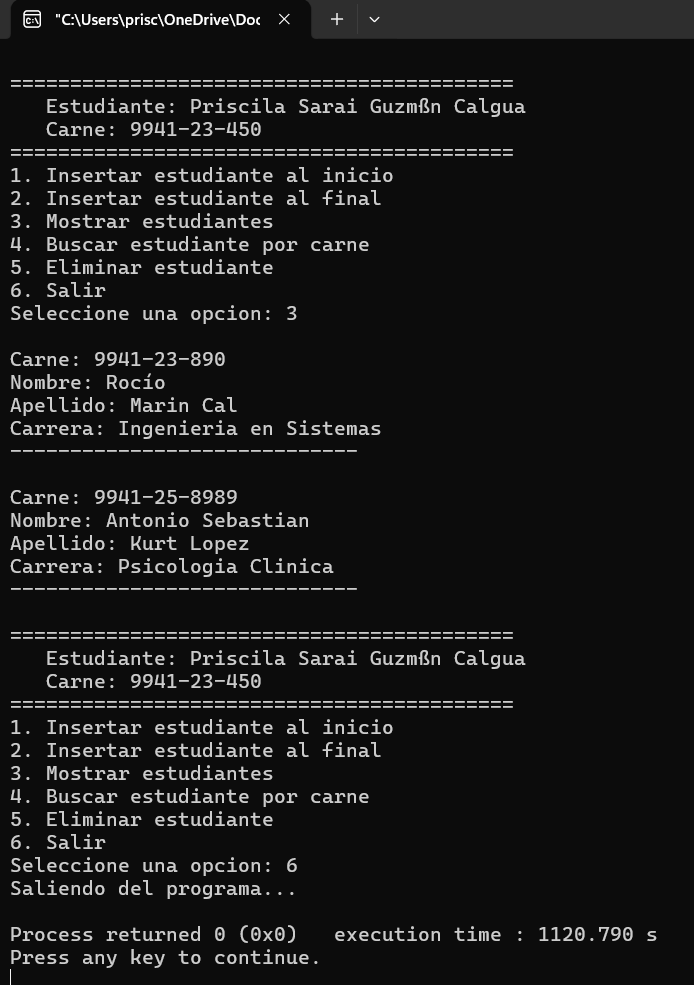 "C:\Users\prisc\OneDrive\Doc
==========================================
Estudiante: Priscila Sarai Guzmßn Calgua
Carne: 9941-23-450
==========================================
1. Insertar estudiante al inicio
2. Insertar estudiante al final
3. Mostrar estudiantes
4. Buscar estudiante por carne
5. Eliminar estudiante
6. Salir
Seleccione una opcion: 3
Carne: 9941-23-890
Nombre: Rocío
Apellido: Marin Cal
Carrera: Ingenieria en Sistemas
-----------------------------
Carne: 9941-25-8989
Nombre: Antonio Sebastian
Apellido: Kurt Lopez
Carrera: Psicologia Clinica
-----------------------------
==========================================
Estudiante: Priscila Sarai Guzmßn Calgua
Carne: 9941-23-450
==========================================
1. Insertar estudiante al inicio
2. Insertar estudiante al final
3. Mostrar estudiantes
4. Buscar estudiante por carne
5. Eliminar estudiante
6. Salir
Seleccione una opcion: 6
Saliendo del programa...
Process returned 0 (0x0)   execution time : 1120.790 s
Press any key to continue.